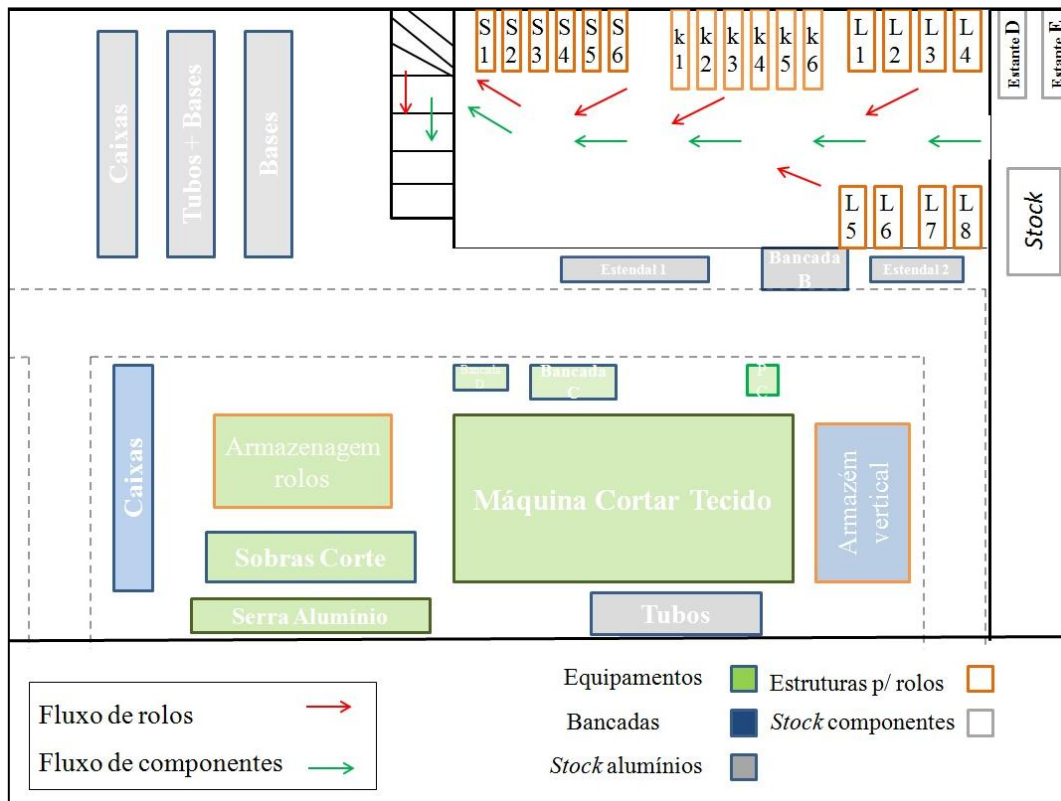 S 1
S 2
S 3
S 4
S 5
S 6
k 1
k 2
k 3
k 4
k 5
k 6
L 1
L 2
L 3
L 4
Estante D
Estante E
Caixas
Tubos + Bases
Bases
L 5
L 6
L 7
L 8
Stock
Estendal 1
Bancada
B
Estendal 2
Bancada
D
Bancada
C
P
C
Caixas
Armazenagem
rolos
Máquina Cortar Tecido
Armazém
vertical
Sobras Corte
Serra Alumínio
Tubos
Fluxo de rolos
Fluxo de componentes
Equipamentos
Estruturas p/ rolos
Bancadas
Stock componentes
Stock alumínios